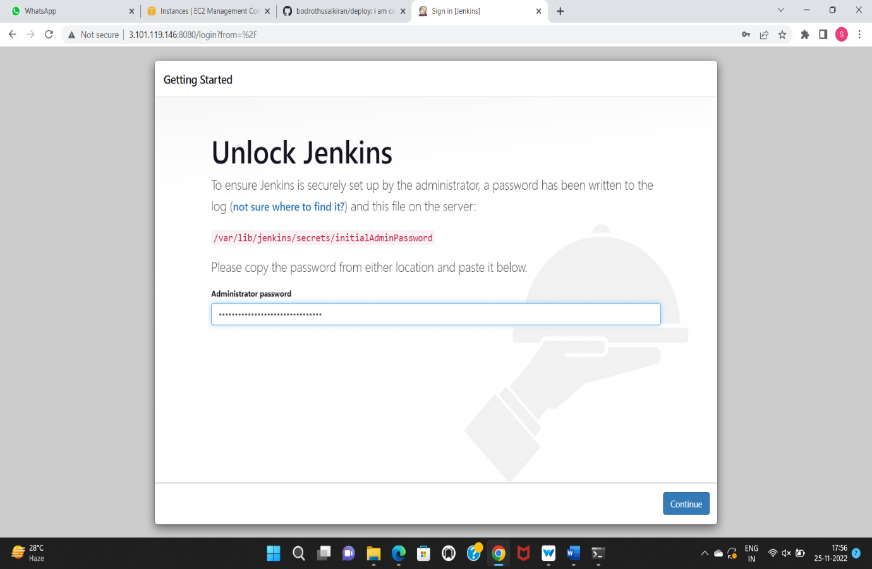 WhatsApp
Instances | EC2 Management Co
bodrothusaikiran/deploy: i am co
Sign in [Jenkins]
Not secure | 3.101.119.146:8080/login?from=%2F
S
Getting Started
Unlock Jenkins
To ensure Jenkins is securely set up by the administrator, a password has been written to the
log (not sure where to find it?) and this file on the server:
/var/lib/jenkins/secrets/initialAdminPassword
Please copy the password from either location and paste it below.
Administrator password
••••••••••••••••••••••••••••••••
Continue
28°C
Haze
ENG
IN
17:56
25-11-2022